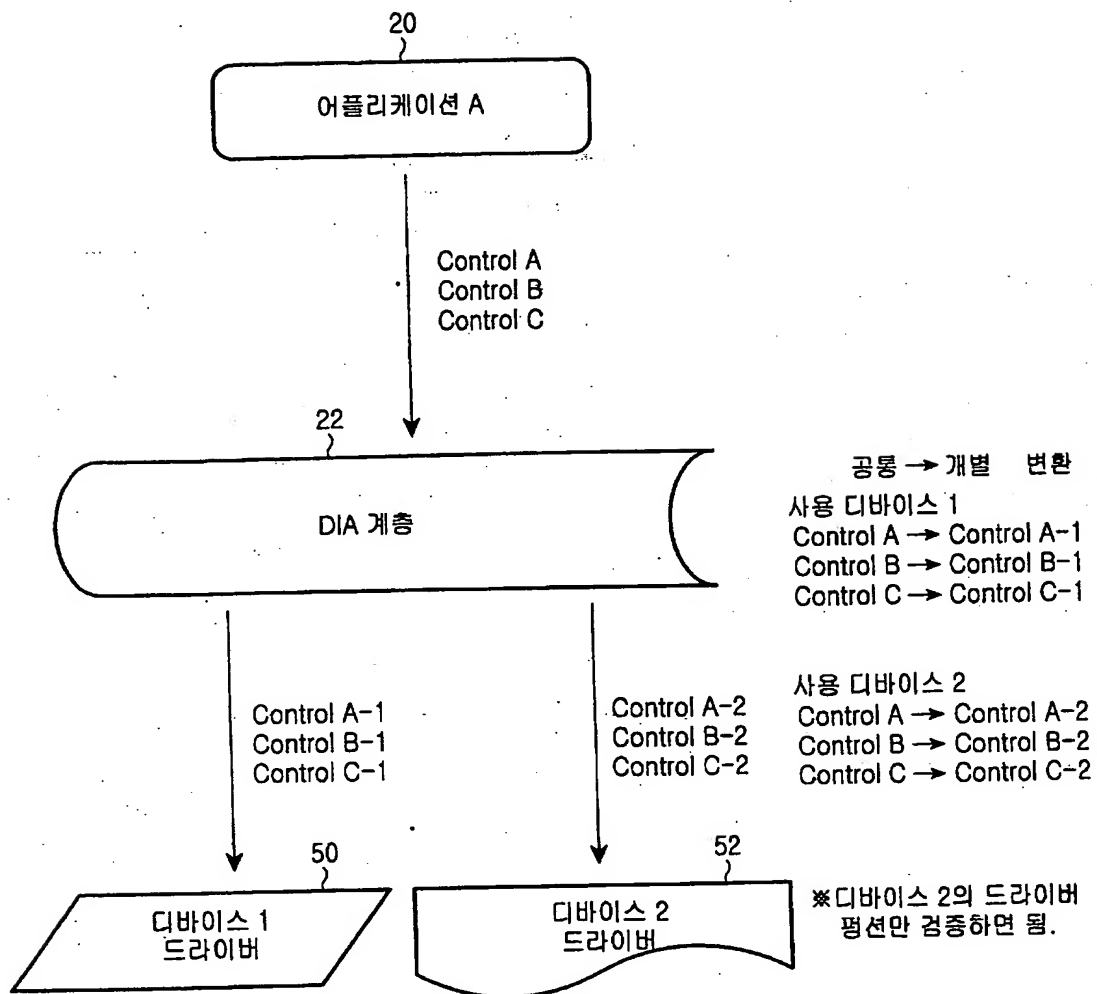 20
어플리케이션 A
Control A
Control B
Control C
22
DIA 계층
공통 → 개별 변환
사용 디바이스 1
Control A → Control A-1
Control B → Control B-1
Control C → Control C-1
Control A-1
Control B-1
Control C-1
Control A-2
Control B-2
Control C-2
사용 디바이스 2
Control A → Control A-2
Control B → Control B-2
Control C → Control C-2
50
디바이스 1
드라이버
52
디바이스 2
드라이버
※디바이스 2의 드라이버
펑션만 검증하면 됨.